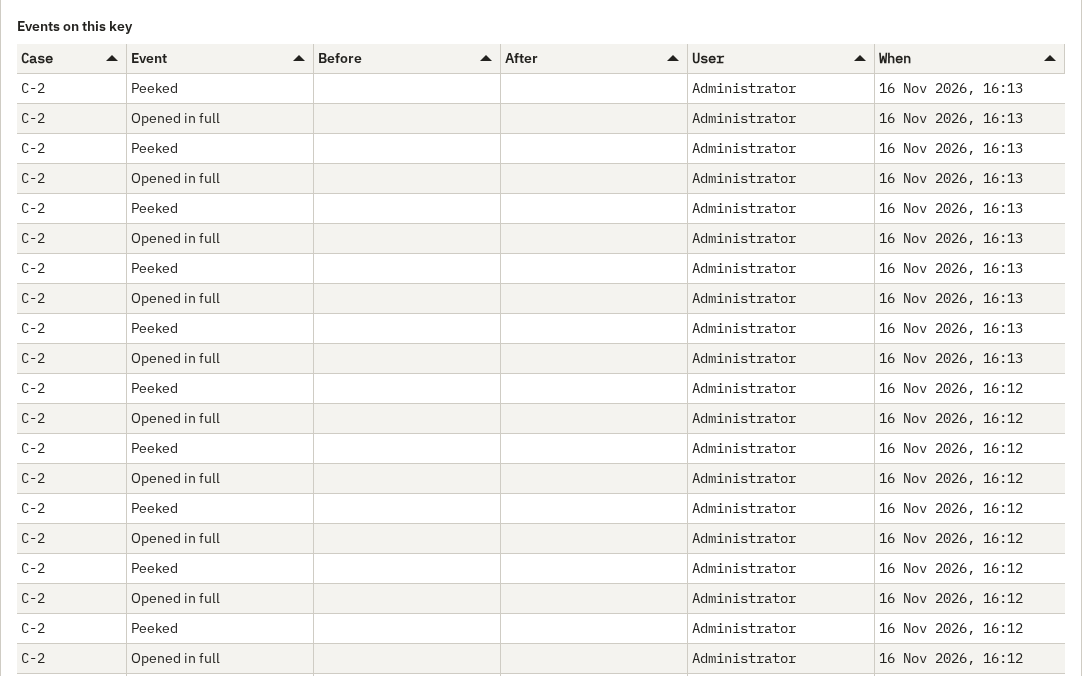 Events on this key
Case Event Before After User When
C-2 Peeked Administrator 16 Nov 2026, 16:13
C-2 Opened in full Administrator 16 Nov 2026, 16:13
C-2 Peeked Administrator 16 Nov 2026, 16:13
C-2 Opened in full Administrator 16 Nov 2026, 16:13
C-2 Peeked Administrator 16 Nov 2026, 16:13
C-2 Opened in full Administrator 16 Nov 2026, 16:13
C-2 Peeked Administrator 16 Nov 2026, 16:13
C-2 Opened in full Administrator 16 Nov 2026, 16:13
C-2 Peeked Administrator 16 Nov 2026, 16:13
C-2 Opened in full Administrator 16 Nov 2026, 16:13
C-2 Peeked Administrator 16 Nov 2026, 16:12
C-2 Opened in full Administrator 16 Nov 2026, 16:12
C-2 Peeked Administrator 16 Nov 2026, 16:12
C-2 Opened in full Administrator 16 Nov 2026, 16:12
C-2 Peeked Administrator 16 Nov 2026, 16:12
C-2 Opened in full Administrator 16 Nov 2026, 16:12
C-2 Peeked Administrator 16 Nov 2026, 16:12
C-2 Opened in full Administrator 16 Nov 2026, 16:12
C-2 Peeked Administrator 16 Nov 2026, 16:12
C-2 Opened in full Administrator 16 Nov 2026, 16:12